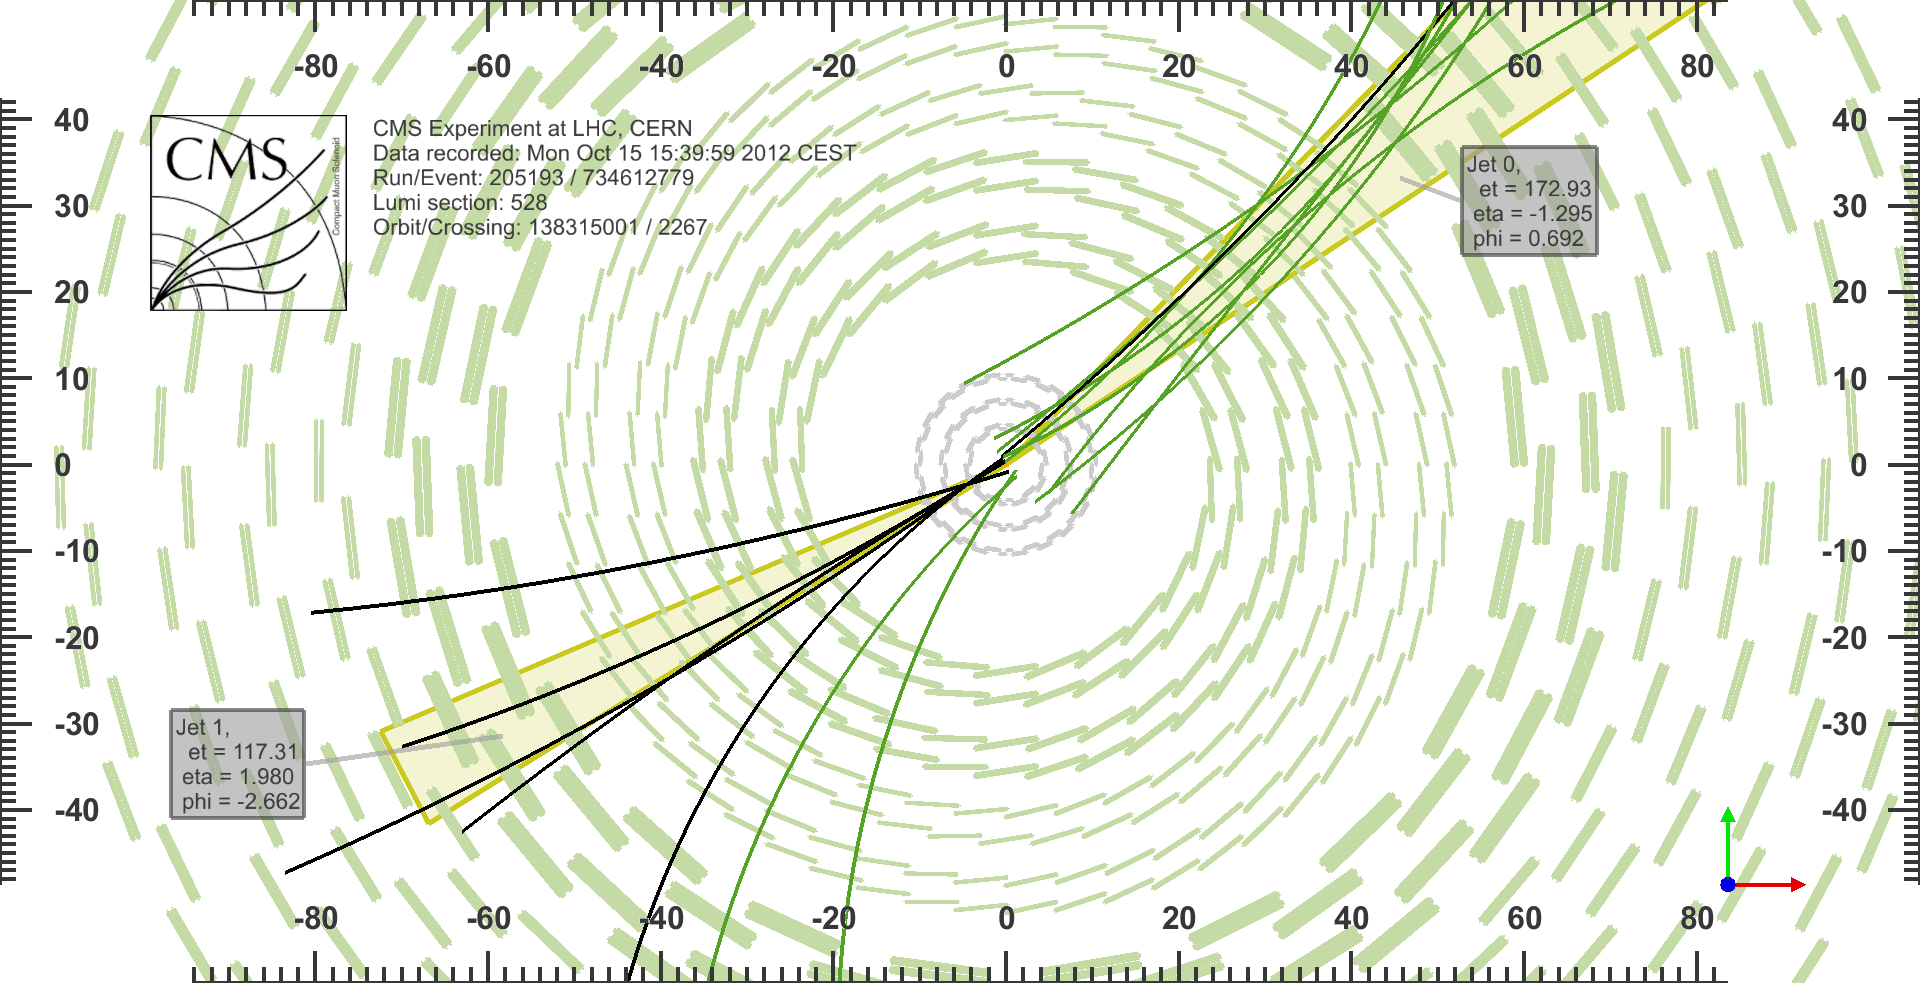 -80 -60 -40 -20 0 20 40 60 80
40 40
30 30
20 20
10 10
0 0
-10 -10
-20 -20
-30 -30
-40 -40
CMS
Compact Muon Solenoid
CMS Experiment at LHC, CERN
Data recorded: Mon Oct 15 15:39:59 2012 CEST
Run/Event: 205193 / 734612779
Lumi section: 528
Orbit/Crossing: 138315001 / 2267
Jet 0,
et = 172.93
eta = -1.295
phi = 0.692
Jet 1,
et = 117.31
eta = 1.980
phi = -2.662
-80 -60 -40 -20 0 20 40 60 80